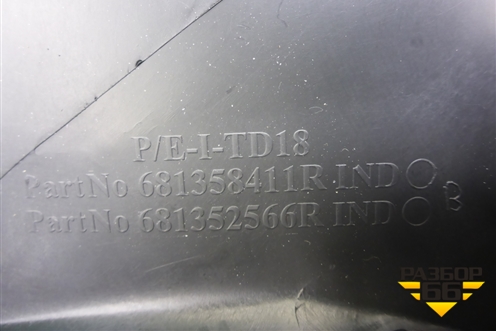 P/E-I-TD18
PartNo 681358411R IND
PartNo 681352566R IND
B
РАЗБОР
66